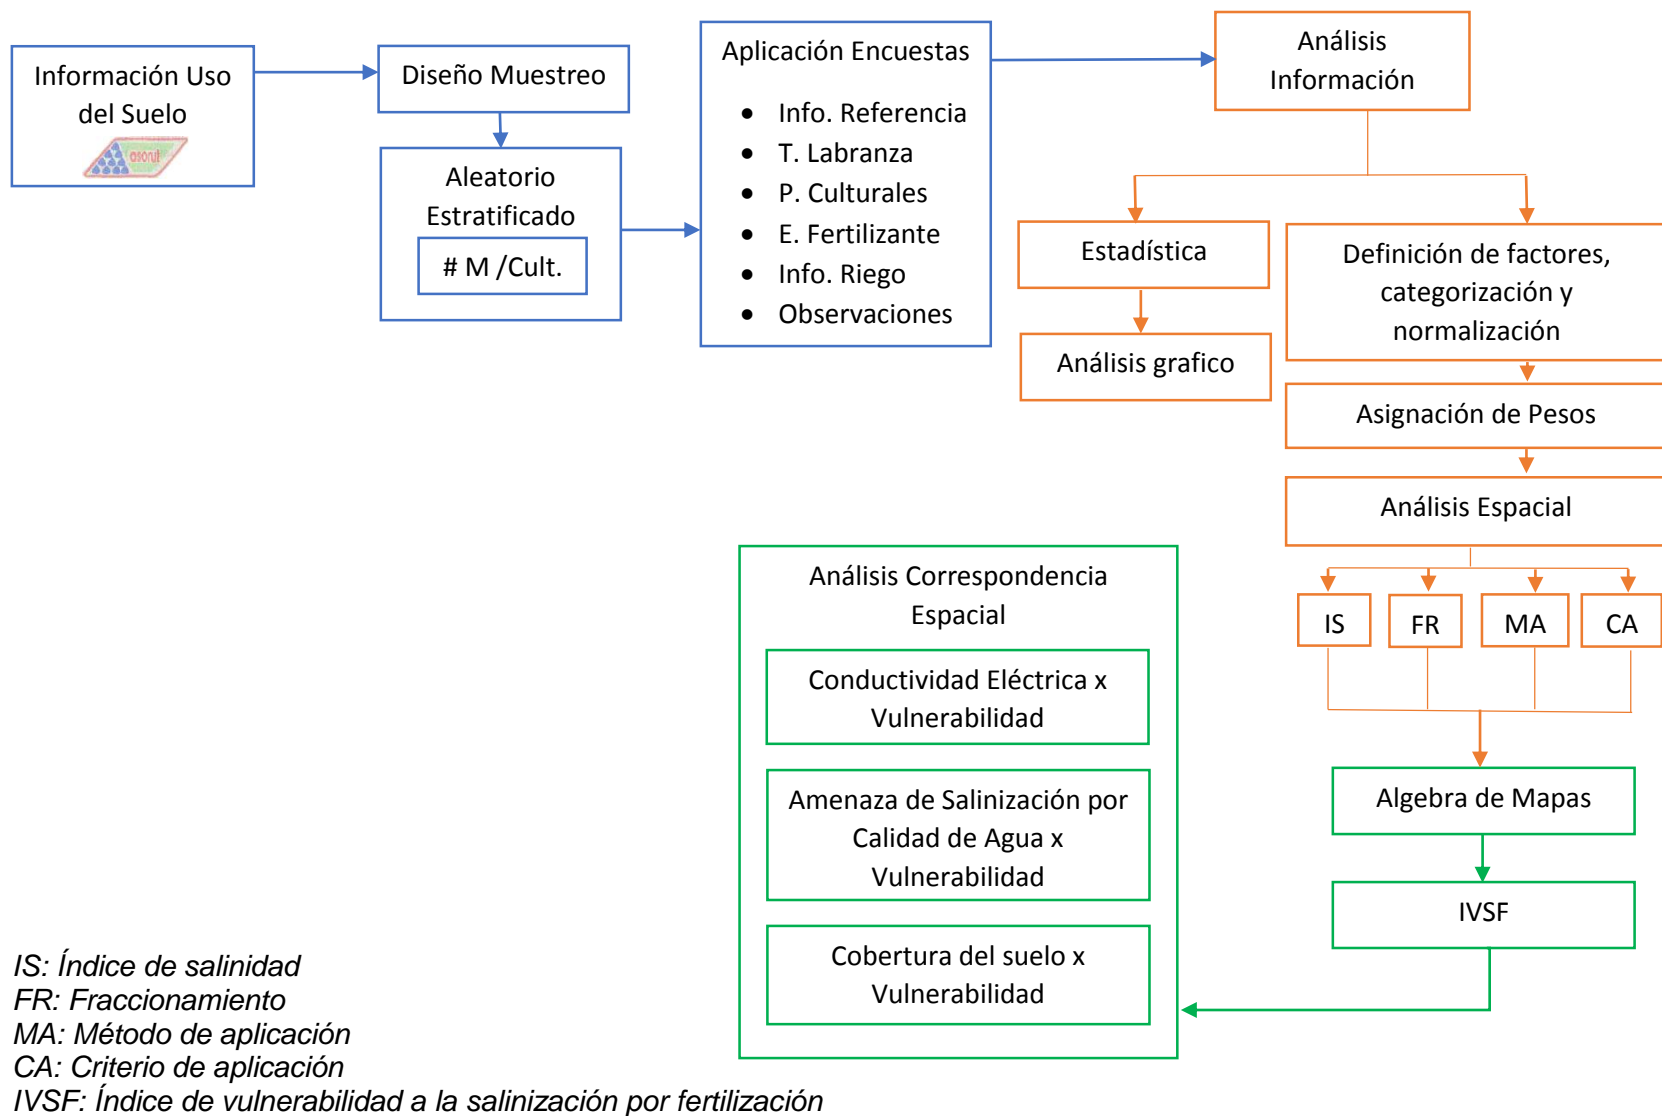 Información Uso
del Suelo
asorut
Diseño Muestreo
Aleatorio
Estratificado
# M /Cult.
Aplicación Encuestas
• Info. Referencia
• T. Labranza
• P. Culturales
• E. Fertilizante
• Info. Riego
• Observaciones
Análisis
Información
Estadística
Análisis grafico
Definición de factores,
categorización y
normalización
Asignación de Pesos
Análisis Espacial
IS
FR
MA
CA
Algebra de Mapas
IVSF
Análisis Correspondencia
Espacial
Conductividad Eléctrica x
Vulnerabilidad
Amenaza de Salinización por
Calidad de Agua x
Vulnerabilidad
Cobertura del suelo x
Vulnerabilidad
IS: Índice de salinidad
FR: Fraccionamiento
MA: Método de aplicación
CA: Criterio de aplicación
IVSF: Índice de vulnerabilidad a la salinización por fertilización